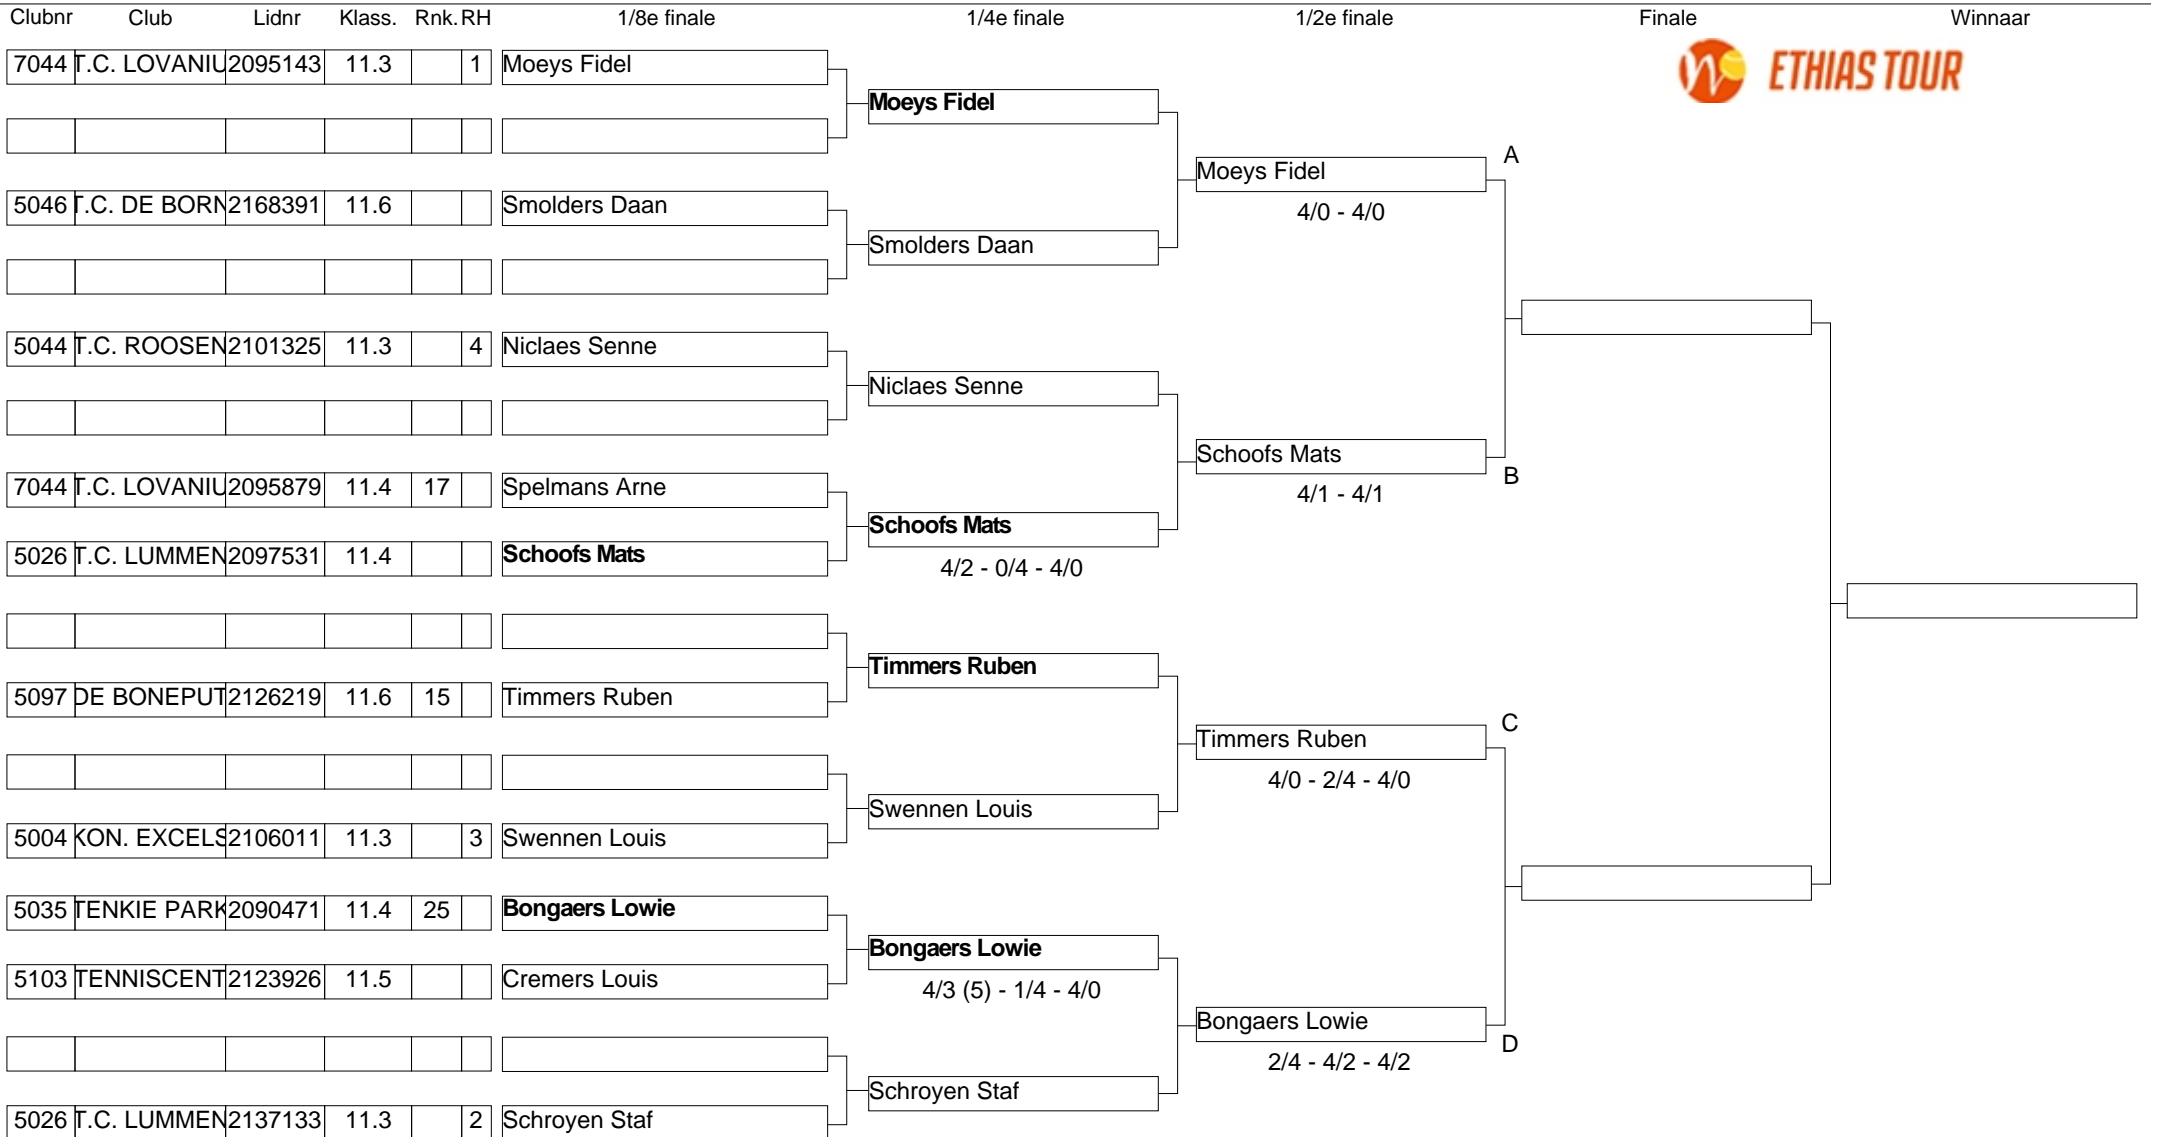 Clubnr Club Lidnr Klass. Rnk. RH 1/8e finale 1/4e finale 1/2e finale Finale Winnaar
ETHIAS TOUR
7044 T.C. LOVANIU 2095143 11.3 1 Moeys Fidel
Moeys Fidel
Moeys Fidel A
4/0 - 4/0
5046 T.C. DE BORN 2168391 11.6 Smolders Daan
Smolders Daan
5044 T.C. ROOSEN 2101325 11.3 4 Niclaes Senne
Niclaes Senne
Schoofs Mats B
4/1 - 4/1
7044 T.C. LOVANIU 2095879 11.4 17 Spelmans Arne
Schoofs Mats
4/2 - 0/4 - 4/0
5026 T.C. LUMMEN 2097531 11.4 Schoofs Mats
Timmers Ruben
5097 DE BONEPUT 2126219 11.6 15 Timmers Ruben
Timmers Ruben C
4/0 - 2/4 - 4/0
Swennen Louis
5004 KON. EXCELS 2106011 11.3 3 Swennen Louis
5035 TENKIE PARK 2090471 11.4 25 Bongaers Lowie
Bongaers Lowie
4/3 (5) - 1/4 - 4/0
5103 TENNISCENT 2123926 11.5 Cremers Louis
Bongaers Lowie D
2/4 - 4/2 - 4/2
Schroyen Staf
5026 T.C. LUMMEN 2137133 11.3 2 Schroyen Staf